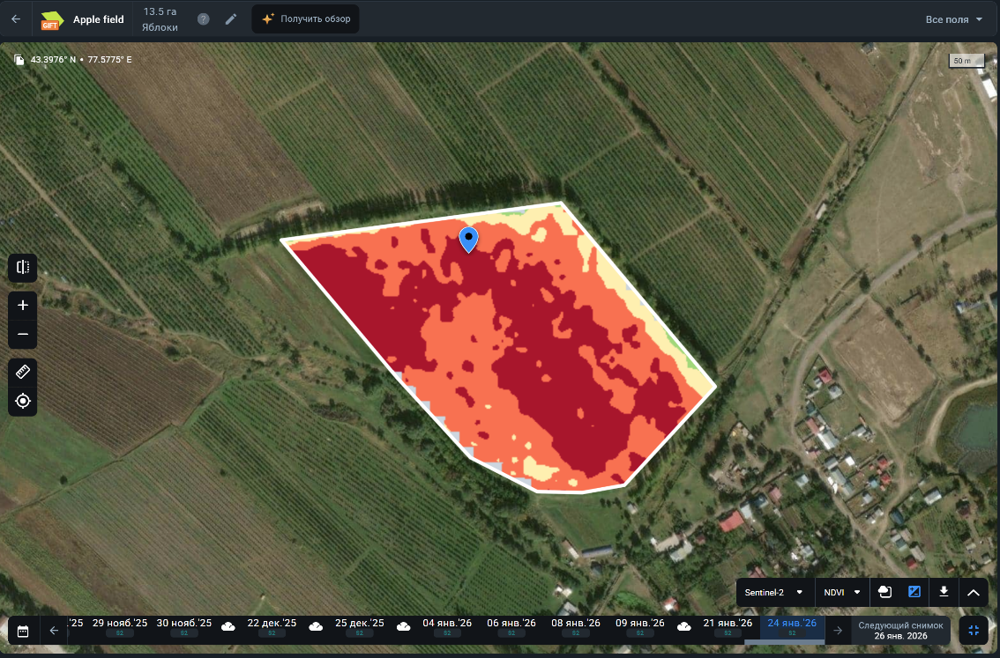 GIFT
Apple field
13.5 га
Яблоки
?
Получить обзор
Все поля
43.3976° N • 77.5775° E
50 m
Sentinel-2
NDVI
'25
29 нояб.'25
S2
30 нояб.'25
S2
22 дек.'25
S2
25 дек.'25
S2
04 янв.'26
S2
06 янв.'26
S2
08 янв.'26
S2
09 янв.'26
S2
21 янв.'26
S2
24 янв.'26
S2
Следующий снимок
26 янв. 2026